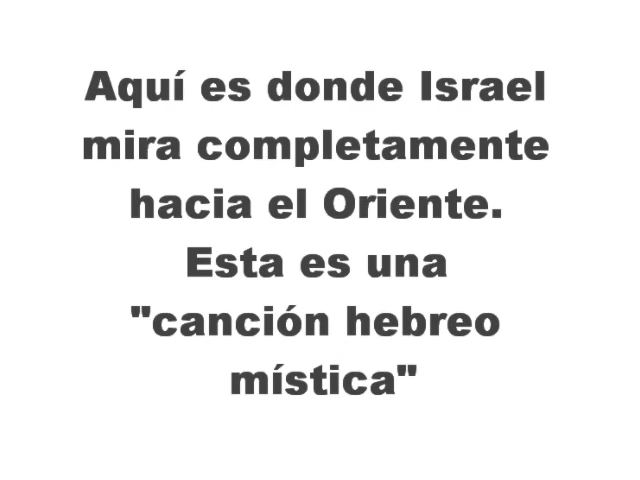 Aquí es donde Israel
mira completamente
hacia el Oriente.
Esta es una
"canción hebreo
mística"